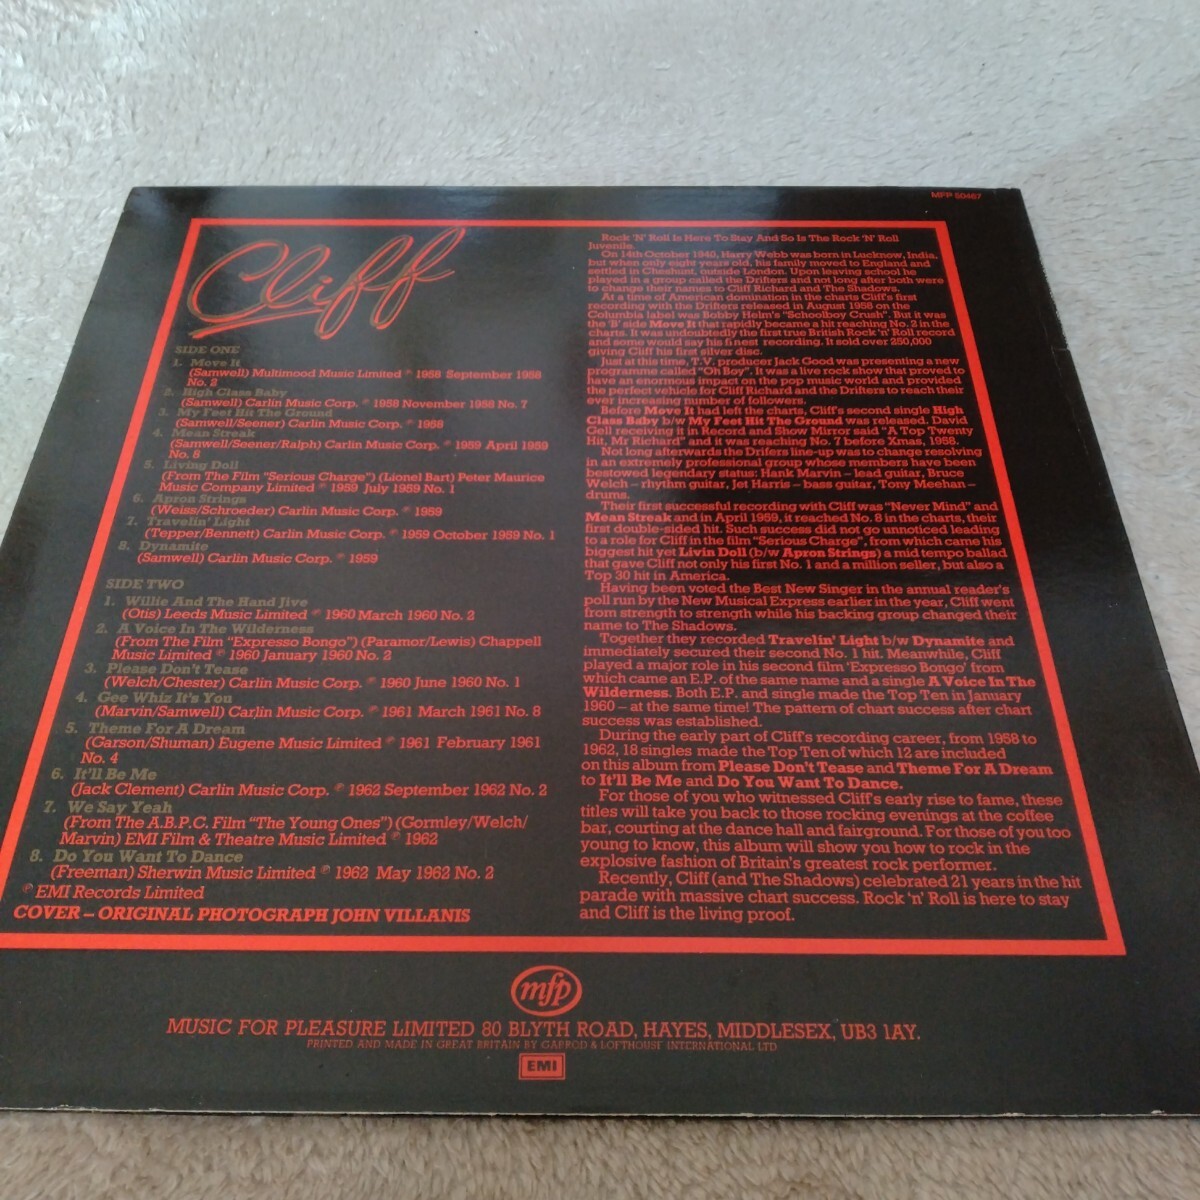 MFP 50467
Cliff
SIDE ONE
1. Move It
(Samwell) Multimood Music Limited ℗ 1958 September 1958
No. 2
2. High Class Baby
(Samwell) Carlin Music Corp. ℗ 1958 November 1958 No. 7
3. My Feet Hit The Ground
(Samwell/Seener) Carlin Music Corp. ℗ 1958
4. Mean Streak
(Samwell/Seener/Ralph) Carlin Music Corp. ℗ 1959 April 1959
No. 8
5. Living Doll
(From The Film "Serious Charge") (Lionel Bart) Peter Maurice
Music Company Limited ℗ 1959 July 1959 No. 1
6. Apron Strings
(Weiss/Schroeder) Carlin Music Corp. ℗ 1959
7. Travelin' Light
(Tepper/Bennett) Carlin Music Corp. ℗ 1959 October 1959 No. 1
8. Dynamite
(Samwell) Carlin Music Corp. ℗ 1959
SIDE TWO
1. Willie And The Hand Jive
(Otis) Leeds Music Limited ℗ 1960 March 1960 No. 2
2. A Voice In The Wilderness
(From The Film "Expresso Bongo") (Paramor/Lewis) Chappell
Music Limited ℗ 1960 January 1960 No. 2
3. Please Don't Tease
(Welch/Chester) Carlin Music Corp. ℗ 1960 June 1960 No. 1
4. Gee Whiz It's You
(Marvin/Samwell) Carlin Music Corp. ℗ 1961 March 1961 No. 8
5. Theme For A Dream
(Garson/Shuman) Eugene Music Limited ℗ 1961 February 1961
No. 4
6. It'll Be Me
(Jack Clement) Carlin Music Corp. ℗ 1962 September 1962 No. 2
7. We Say Yeah
(From The A.B.P.C. Film "The Young Ones") (Gormley/Welch/
Marvin) EMI Film & Theatre Music Limited ℗ 1962
8. Do You Want To Dance
(Freeman) Sherwin Music Limited ℗ 1962 May 1962 No. 2
℗ EMI Records Limited
COVER – ORIGINAL PHOTOGRAPH JOHN VILLANIS
Rock 'N' Roll Is Here To Stay And So Is The Rock 'N' Roll
Juvenile.
On 14th October 1940, Harry Webb was born in Lucknow, India,
but when only eight years old, his family moved to England and
settled in Cheshunt, outside London. Upon leaving school he
played in a group called the Drifters and not long after both were
to change their names to Cliff Richard and The Shadows.
At a time of American domination in the charts Cliff's first
recording with the Drifters released in August 1958 on the
Columbia label was Bobby Helm's "Schoolboy Crush". But it was
the 'B' side Move It that rapidly became a hit reaching No. 2 in the
charts. It was undoubtedly the first true British Rock 'n' Roll record
and some would say his finest recording. It sold over 250,000
giving Cliff his first silver disc.
Just at this time, T.V. producer Jack Good was presenting a new
programme called "Oh Boy". It was a live rock show that proved to
have an enormous impact on the pop music world and provided
the perfect vehicle for Cliff Richard and the Drifters to reach their
ever increasing number of followers.
Before Move It had left the charts, Cliff's second single High
Class Baby b/w My Feet Hit The Ground was released. David
Gell receiving it in Record and Show Mirror said "A Top Twenty
Hit, Mr Richard" and it was reaching No. 7 before Xmas, 1958.
Not long afterwards the Drifers line-up was to change resolving
in an extremely professional group whose members have been
bestowed legendary status: Hank Marvin – lead guitar, Bruce
Welch – rhythm guitar, Jet Harris – bass guitar, Tony Meehan –
drums.
Their first successful recording with Cliff was "Never Mind" and
Mean Streak and in April 1959, it reached No. 8 in the charts, their
first double-sided hit. Such success did not go unnoticed leading
to a role for Cliff in the film "Serious Charge", from which came his
biggest hit yet Livin Doll (b/w Apron Strings) a mid tempo ballad
that gave Cliff not only his first No. 1 and a million seller, but also a
Top 30 hit in America.
Having been voted the Best New Singer in the annual reader's
poll run by the New Musical Express earlier in the year, Cliff went
from strength to strength while his backing group changed their
name to The Shadows.
Together they recorded Travelin' Light b/w Dynamite and
immediately secured their second No. 1 hit. Meanwhile, Cliff
played a major role in his second film 'Expresso Bongo' from
which came an E.P. of the same name and a single A Voice In The
Wilderness. Both E.P. and single made the Top Ten in January
1960 – at the same time! The pattern of chart success after chart
success was established.
During the early part of Cliff's recording career, from 1958 to
1962, 18 singles made the Top Ten of which 12 are included
on this album from Please Don't Tease and Theme For A Dream
to It'll Be Me and Do You Want To Dance.
For those of you who witnessed Cliff's early rise to fame, these
titles will take you back to those rocking evenings at the coffee
bar, courting at the dance hall and fairground. For those of you too
young to know, this album will show you how to rock in the
explosive fashion of Britain's greatest rock performer.
Recently, Cliff (and The Shadows) celebrated 21 years in the hit
parade with massive chart success. Rock 'n' Roll is here to stay
and Cliff is the living proof.
mfp
MUSIC FOR PLEASURE LIMITED 80 BLYTH ROAD, HAYES, MIDDLESEX, UB3 1AY.
PRINTED AND MADE IN GREAT BRITAIN BY GARROD & LOFTHOUSE INTERNATIONAL LTD
EMI